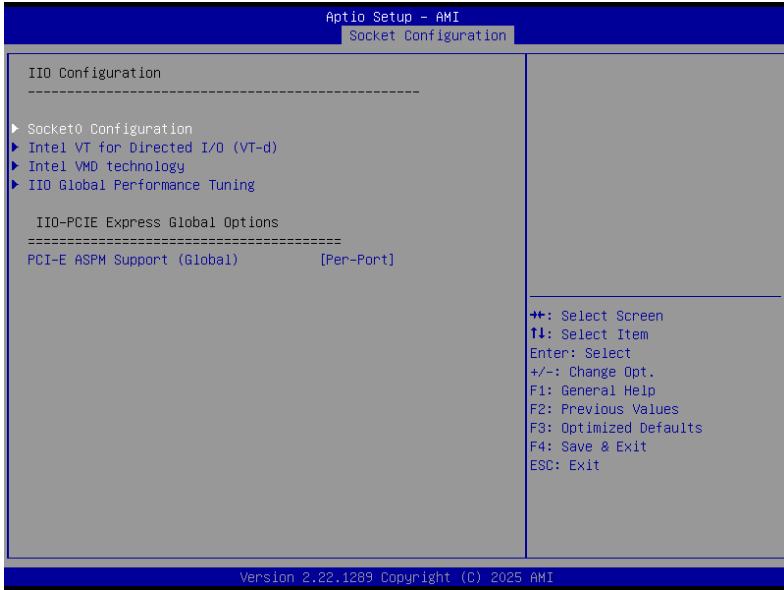 Aptio Setup – AMI
Socket Configuration
IIO Configuration
--------------------------------------------------
▶ Socket0 Configuration
▶ Intel VT for Directed I/O (VT-d)
▶ Intel VMD technology
▶ IIO Global Performance Tuning
IIO-PCIE Express Global Options
========================================
PCI-E ASPM Support (Global) [Per-Port]
→←: Select Screen
↑↓: Select Item
Enter: Select
+/-: Change Opt.
F1: General Help
F2: Previous Values
F3: Optimized Defaults
F4: Save & Exit
ESC: Exit
Version 2.22.1289 Copyright (C) 2025 AMI